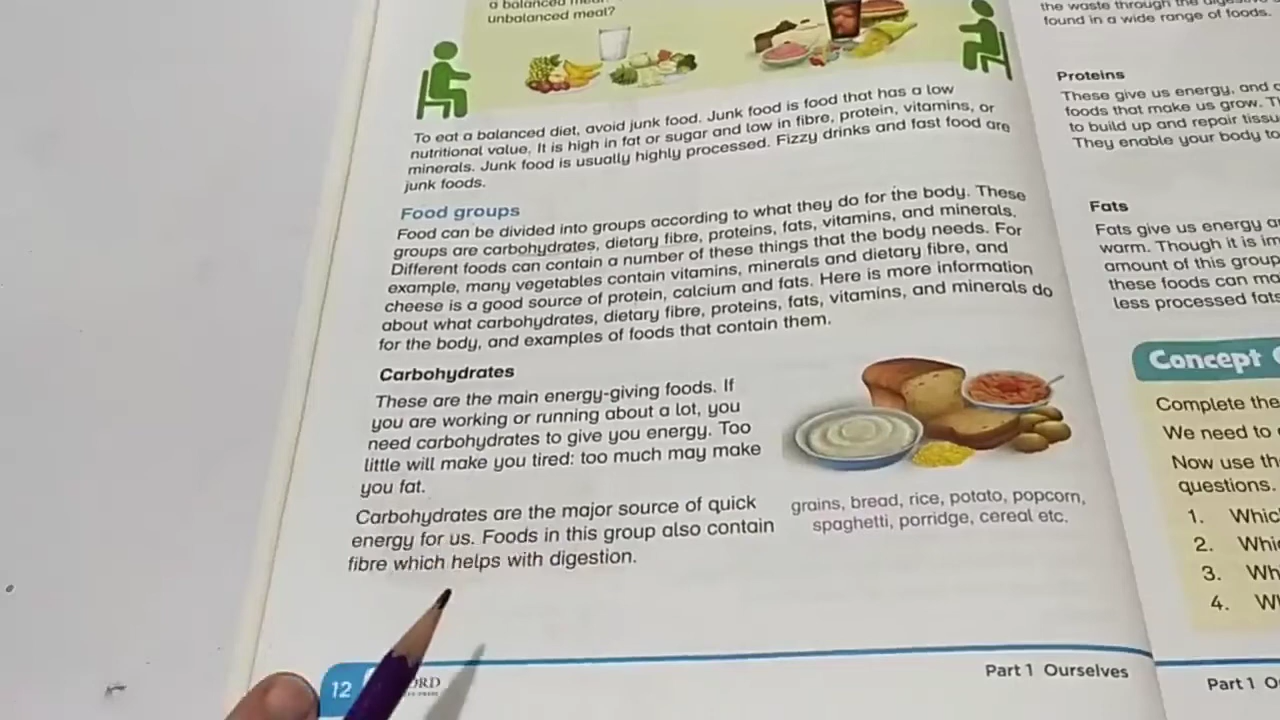 a balanced
unbalanced meal?
To eat a balanced diet, avoid junk food. Junk food is food that has a low
nutritional value. It is high in fat or sugar and low in fibre, protein, vitamins, or
minerals. Junk food is usually highly processed. Fizzy drinks and fast food are
junk foods.
Food groups
Food can be divided into groups according to what they do for the body. These
groups are carbohydrates, dietary fibre, proteins, fats, vitamins, and minerals.
Different foods can contain a number of these things that the body needs. For
example, many vegetables contain vitamins, minerals and dietary fibre, and
cheese is a good source of protein, calcium and fats. Here is more information
about what carbohydrates, dietary fibre, proteins, fats, vitamins, and minerals do
for the body, and examples of foods that contain them.
Carbohydrates
These are the main energy-giving foods. If
you are working or running about a lot, you
need carbohydrates to give you energy. Too
little will make you tired: too much may make
you fat.
Carbohydrates are the major source of quick
energy for us. Foods in this group also contain
fibre which helps with digestion.
grains, bread, rice, potato, popcorn,
spaghetti, porridge, cereal etc.
12
Part 1 Ourselves
the waste through the
found in a wide range of foods.
Proteins
These give us energy, and
foods that make us grow.
to build up and repair
They enable your body to
Fats
Fats give us energy
warm. Though it is
amount of this group
these foods can
less processed fats
Concept
Complete the
We need to
Now use
questions.
1.
2.
3.
4.
Part 1